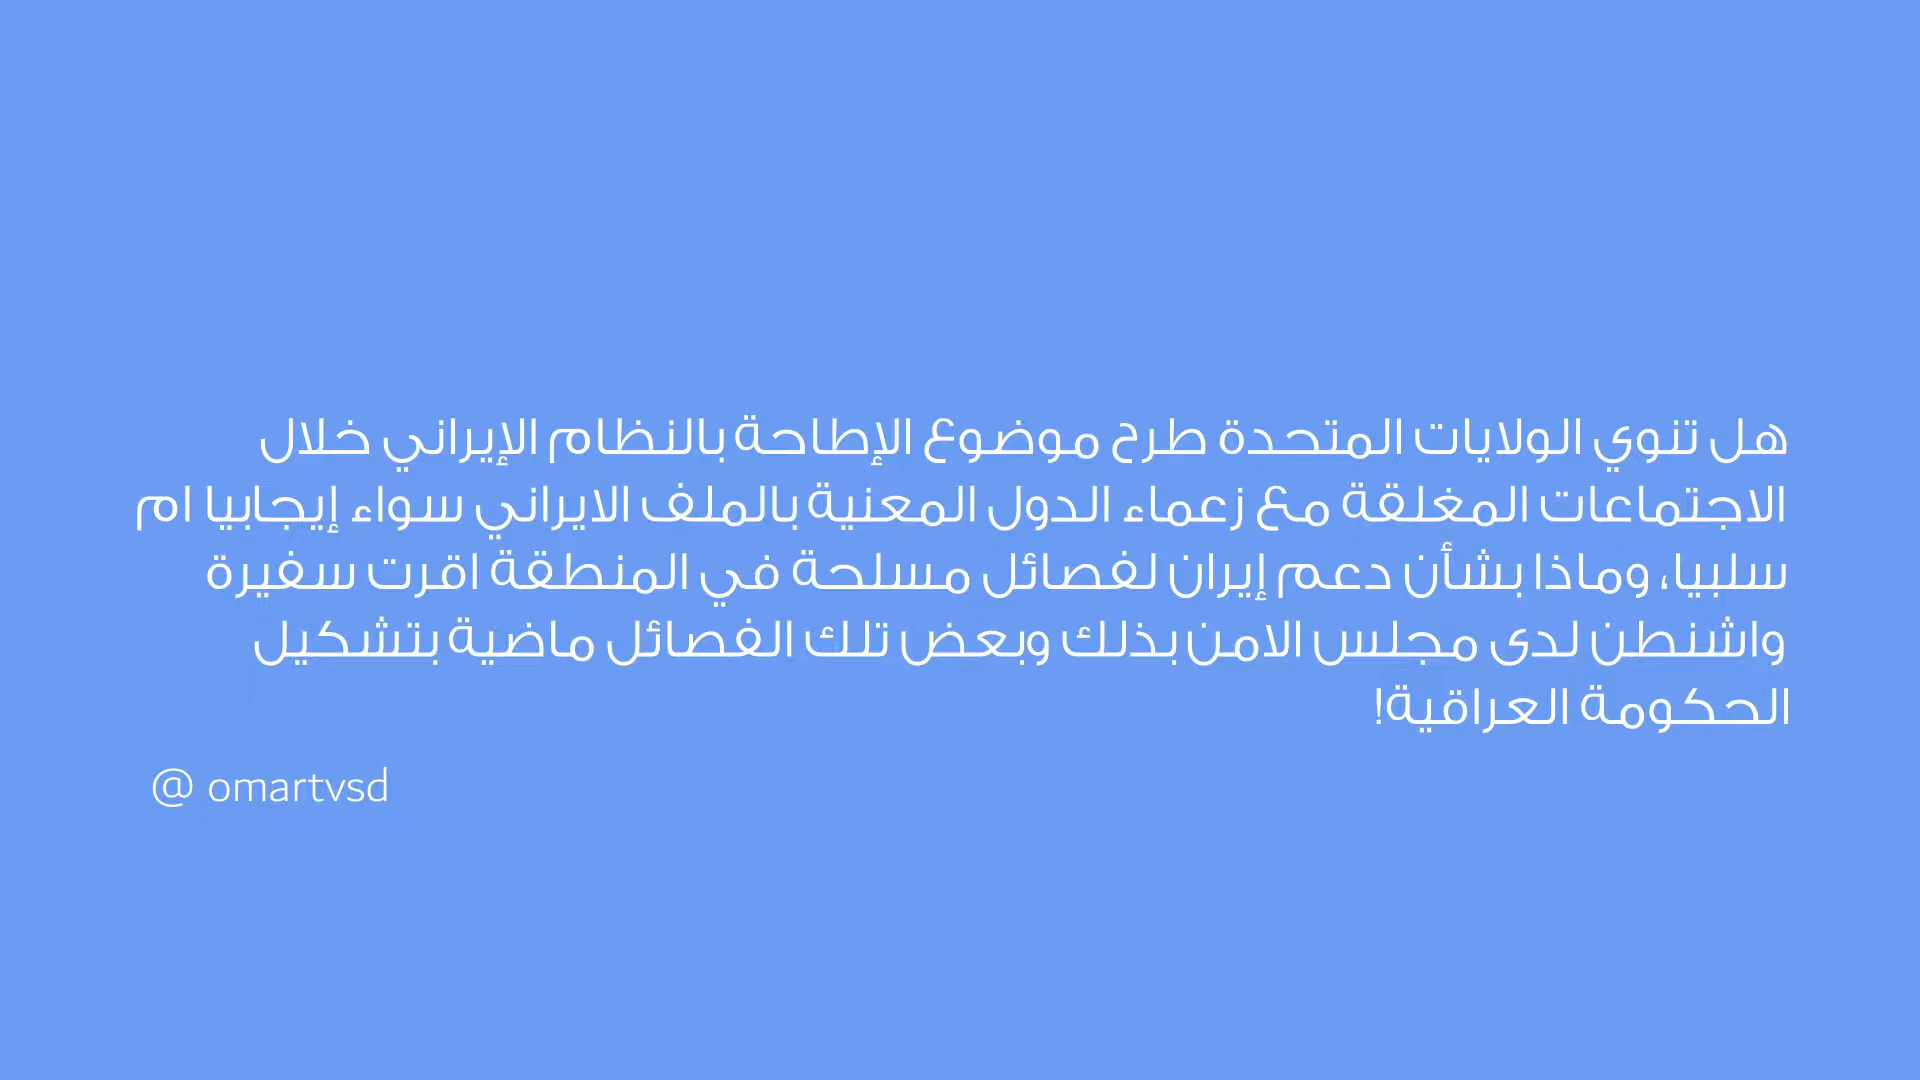 هل تنوي الولايات المتحدة طرح موضوع الإطاحة بالنظام الإيراني خلال
الاجتماعات المغلقة مع زعماء الدول المعنية بالملف الايراني سواء إيجابيا ام
سلبيا، وماذا بشأن دعم إيران لفصائل مسلحة في المنطقة اقرت سفيرة
واشنطن لدى مجلس الامن بذلك وبعض تلك الفصائل ماضية بتشكيل
الحكومة العراقية!
@ omartvsd